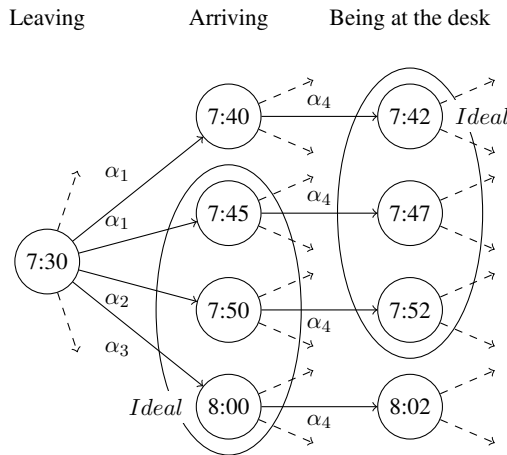 Leaving Arriving Being at the desk
7:40 α₄ 7:42
Ideal
α₁
α₁ 7:45 α₄ 7:47
7:30
α₂ 7:50 α₄ 7:52
α₃
Ideal 8:00 α₄ 8:02